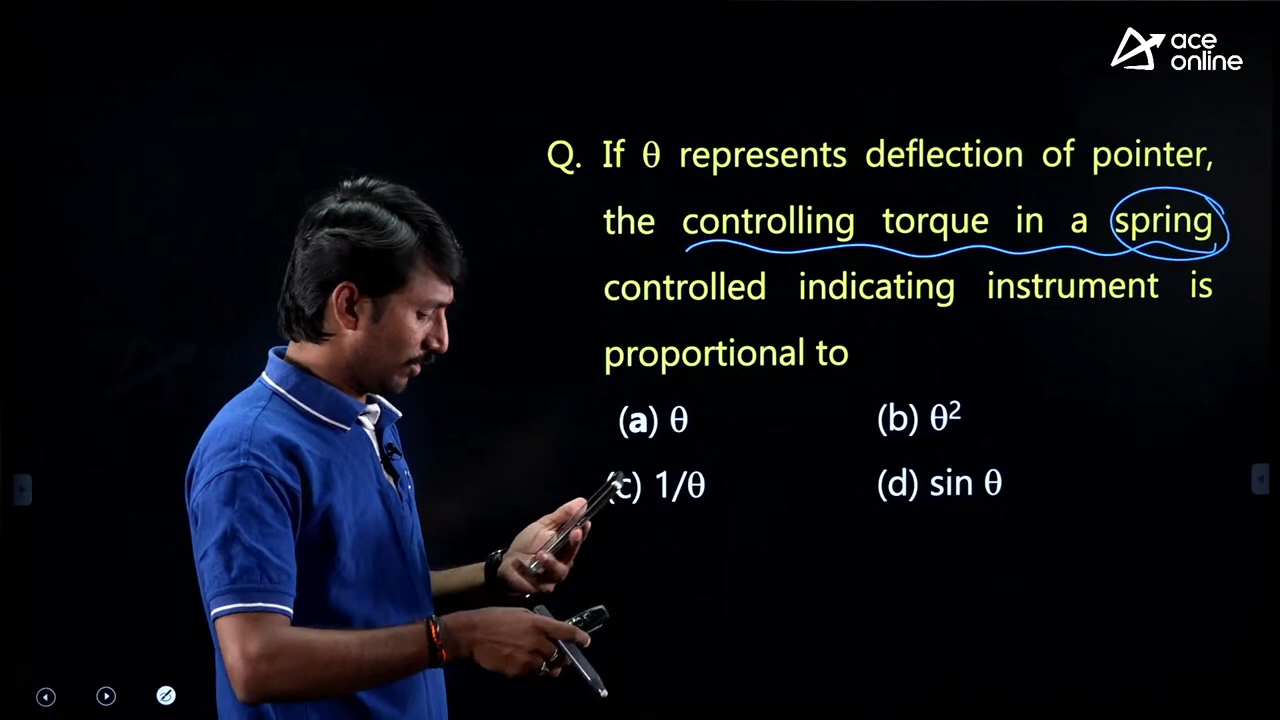 ace
online
Q. If θ represents deflection of pointer,
the controlling torque in a spring
controlled indicating instrument is
proportional to
(a) θ (b) θ²
(c) 1/θ (d) sin θ